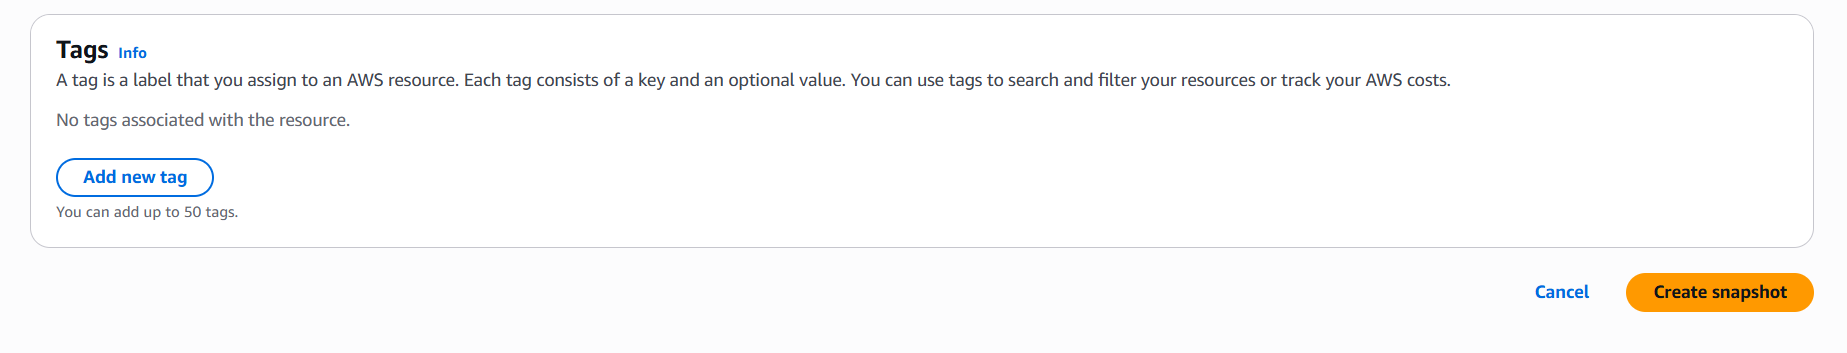 Tags Info
A tag is a label that you assign to an AWS resource. Each tag consists of a key and an optional value. You can use tags to search and filter your resources or track your AWS costs.
No tags associated with the resource.
Add new tag
You can add up to 50 tags.
Cancel Create snapshot